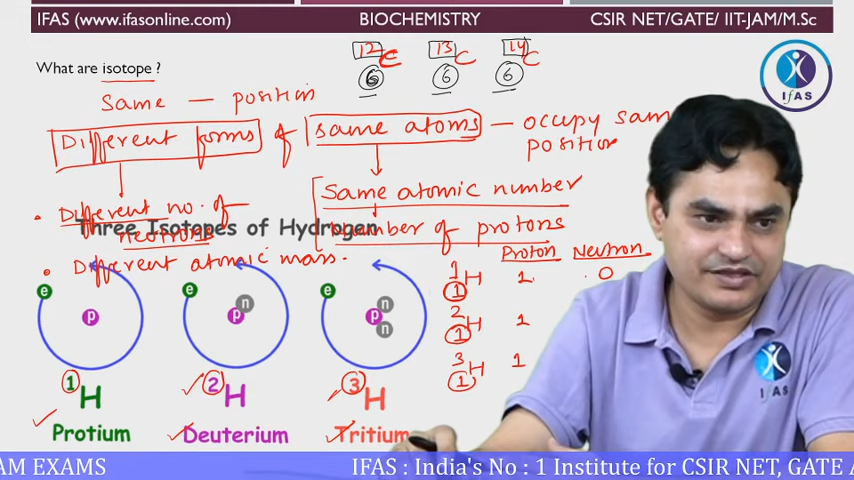 IFAS (www.ifasonline.com) BIOCHEMISTRY CSIR NET/GATE/ IIT-JAM/M.Sc
What are isotope ?
12 C 13 C 14 C
6 6 6
IFAS
Same — position
Different forms of same atoms — occupy same
position
Same atomic number
Number of protons
• Different no. of
neutrons
Three Isotopes of Hydrogen
• Different atomic mass.
Proton Neutron
1 H 1 0
1
2 H 1
1
3 H 1
1
e p
e p n
e p n n
1 H 2 H 3 H
Protium Deuterium Tritium
IFAS
AM EXAMS IFAS : India's No : 1 Institute for CSIR NET, GATE